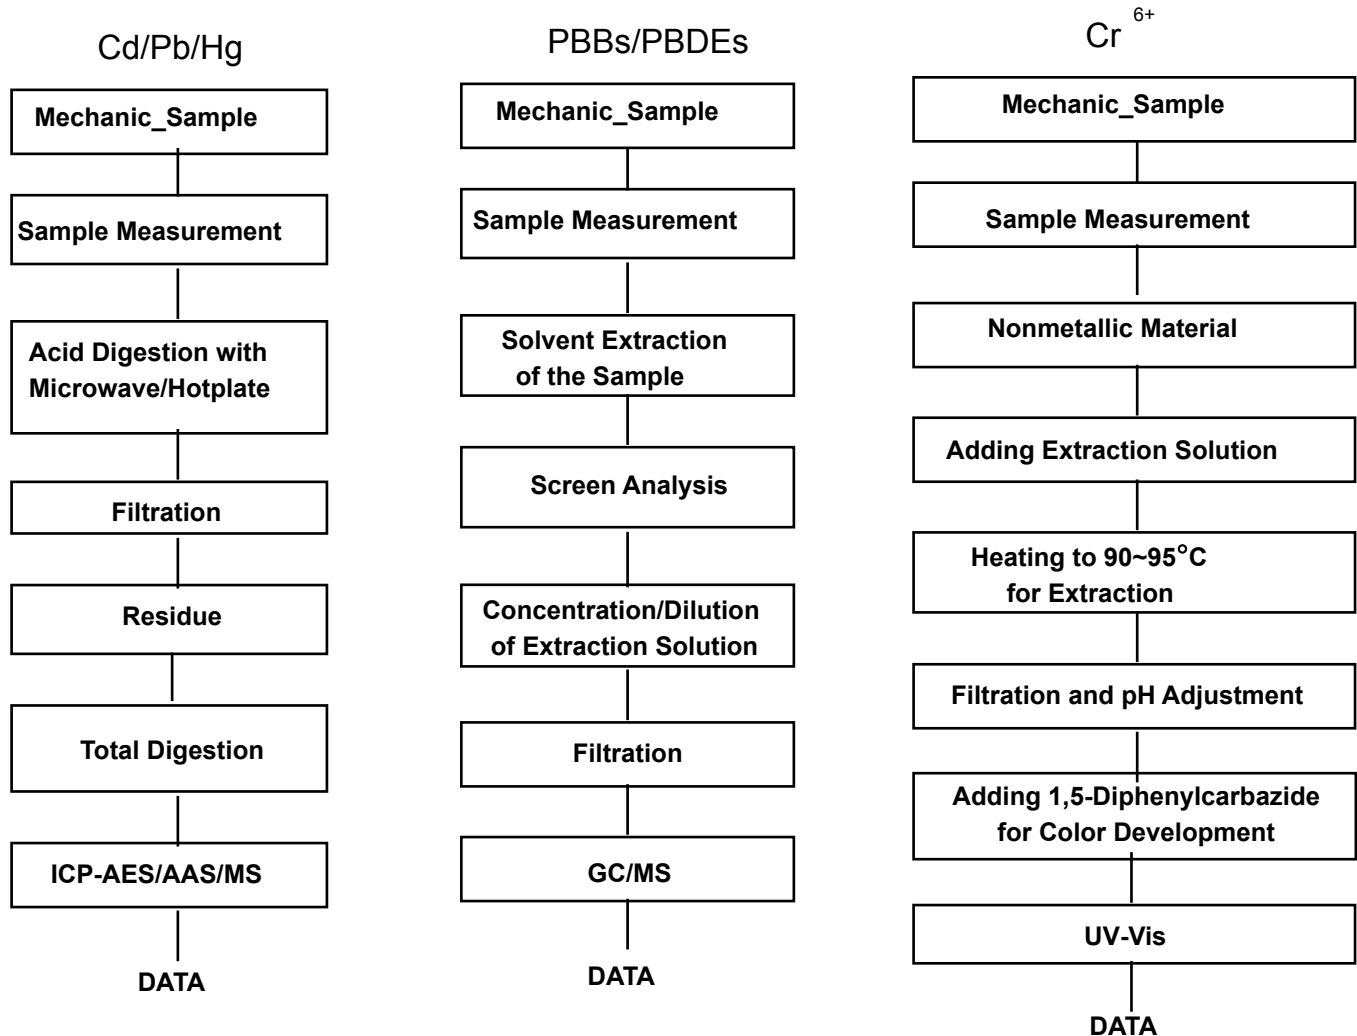 Cd/Pb/Hg
Mechanic_Sample
Sample Measurement
Acid Digestion with
Microwave/Hotplate
Filtration
Residue
Total Digestion
ICP-AES/AAS/MS
DATA
PBBs/PBDEs
Mechanic_Sample
Sample Measurement
Solvent Extraction
of the Sample
Screen Analysis
Concentration/Dilution
of Extraction Solution
Filtration
GC/MS
DATA
Cr 6+
Mechanic_Sample
Sample Measurement
Nonmetallic Material
Adding Extraction Solution
Heating to 90~95°C
for Extraction
Filtration and pH Adjustment
Adding 1,5-Diphenylcarbazide
for Color Development
UV-Vis
DATA